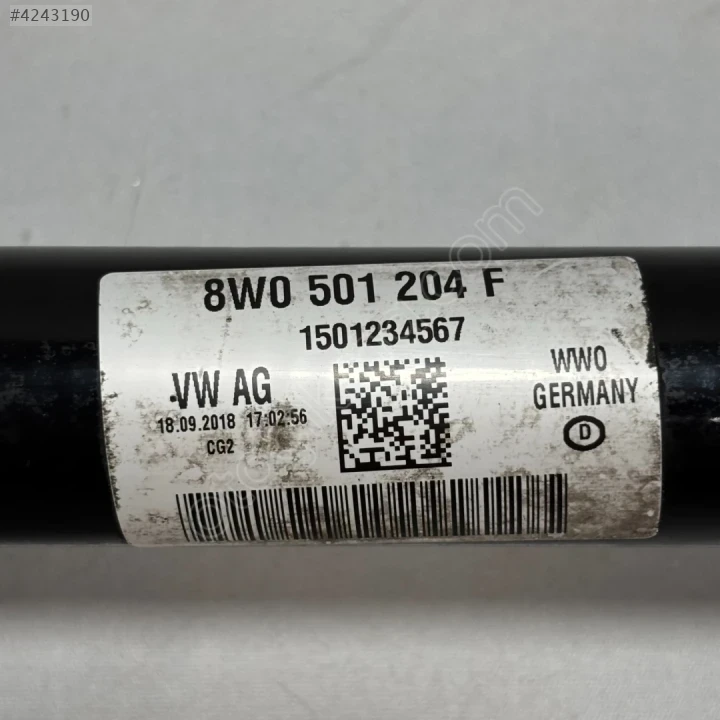 #4243190
8W0 501 204 F
1501234567
VW AG
18.09.2018 17:02:56
CG2
WWO
GERMANY
D